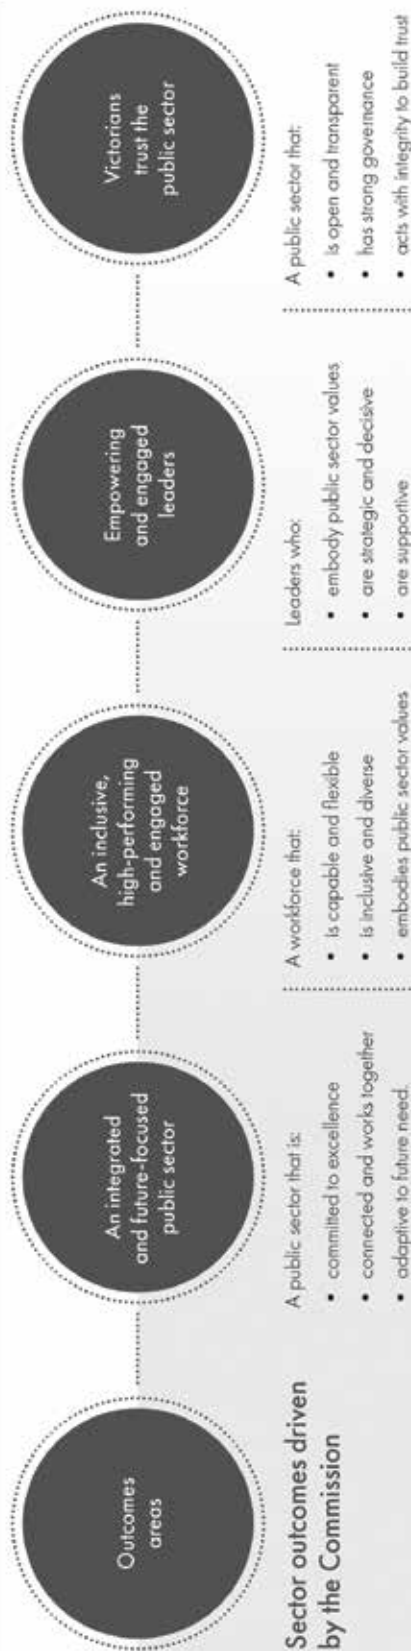 Outcomes
areas
An integrated
and future-focused
public sector
An inclusive,
high-performing
and engaged
workforce
Empowering
and engaged
leaders
Victorians
trust the
public sector
Sector outcomes driven
by the Commission
A public sector that is:
• committed to excellence
• connected and works together
• adaptive to future need.
A workforce that:
• is capable and flexible
• is inclusive and diverse
• embodies public sector values
Leaders who:
• embody public sector values
• are strategic and decisive
• are supportive
A public sector that:
• is open and transparent
• has strong governance
• acts with integrity to build trust